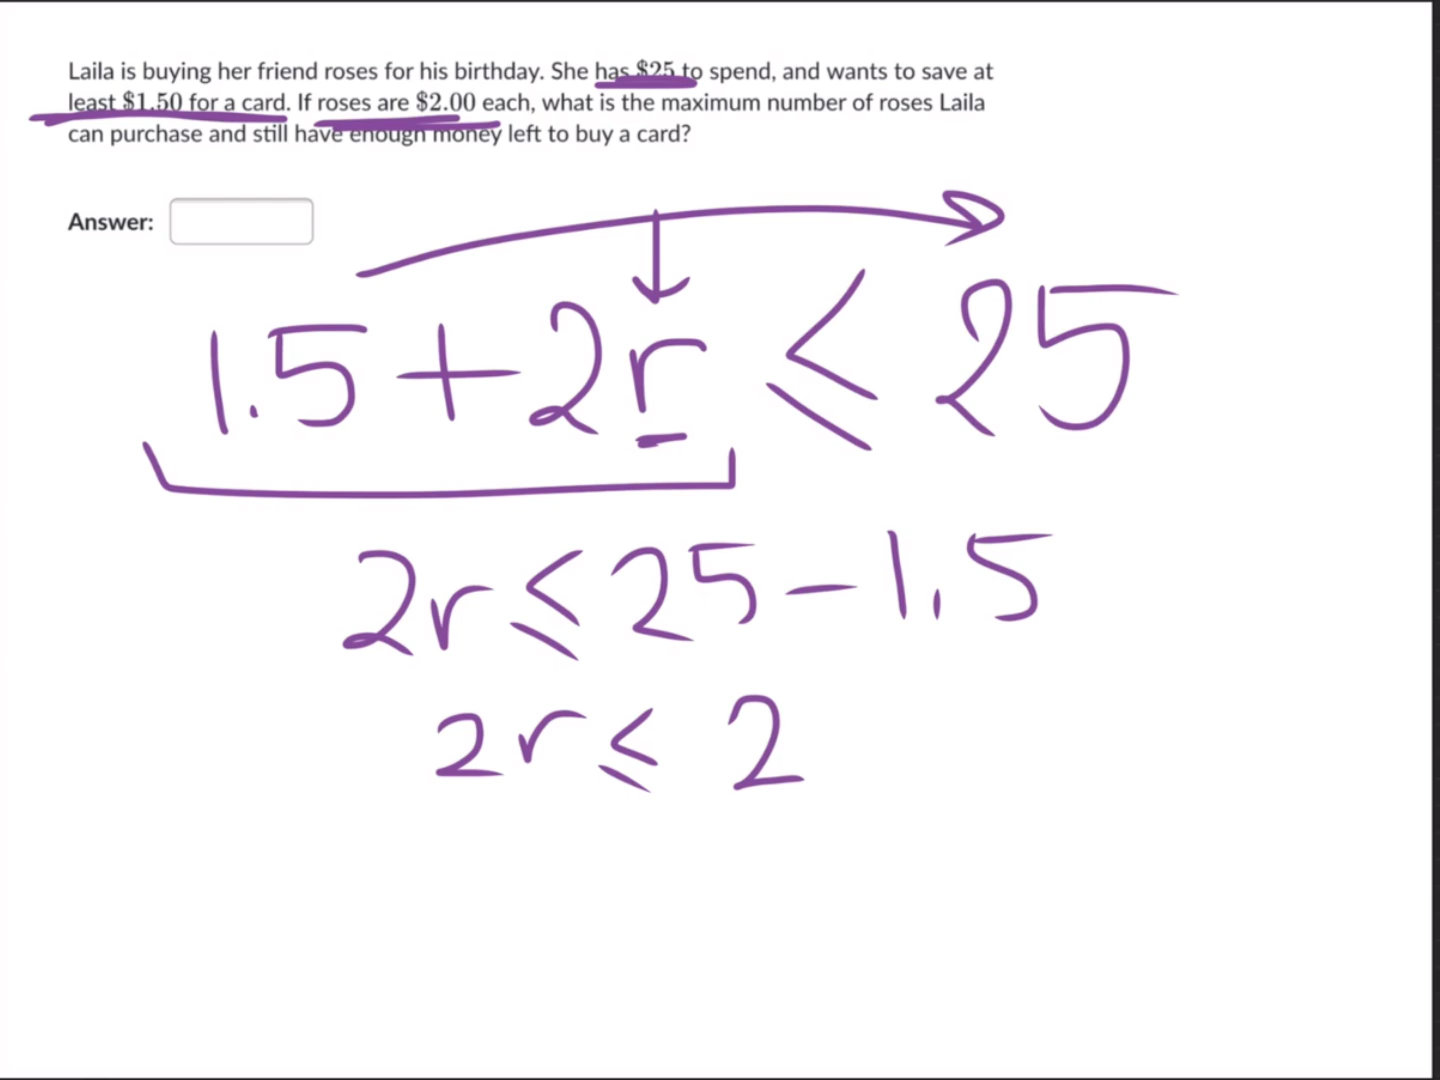 Laila is buying her friend roses for his birthday. She has $25 to spend, and wants to save at
least $1.50 for a card. If roses are $2.00 each, what is the maximum number of roses Laila
can purchase and still have enough money left to buy a card?
Answer:
1.5+2r ≤ 25
2r ≤ 25 - 1.5
2r ≤ 2